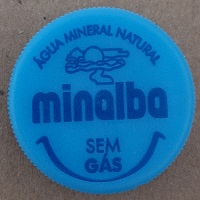 ÁGUA MINERAL NATURAL
minalba
SEM
GÁS